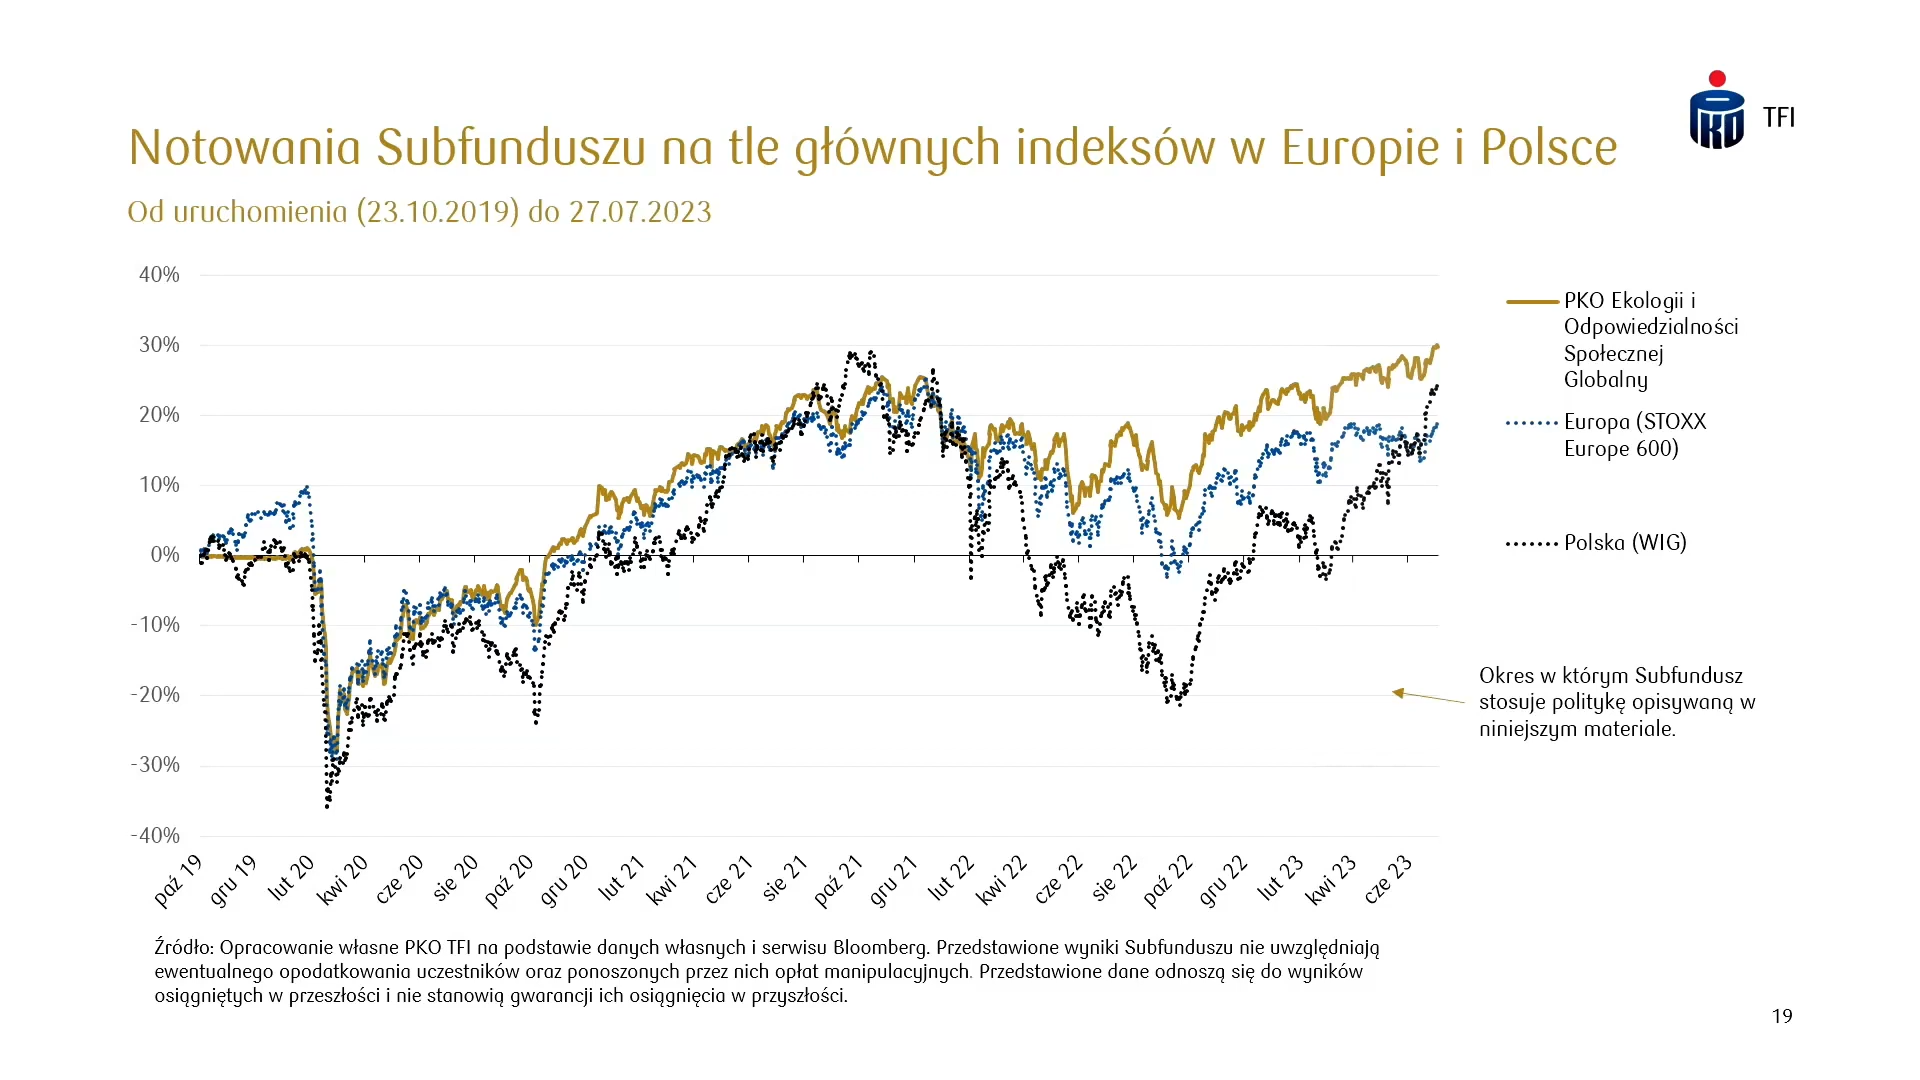 PKO TFI
Notowania Subfunduszu na tle głównych indeksów w Europie i Polsce
Od uruchomienia (23.10.2019) do 27.07.2023
40%
30%
20%
10%
0%
-10%
-20%
-30%
-40%
paź 19
gru 19
lut 20
kwi 20
cze 20
sie 20
paź 20
gru 20
lut 21
kwi 21
cze 21
sie 21
paź 21
gru 21
lut 22
kwi 22
cze 22
sie 22
paź 22
gru 22
lut 23
kwi 23
cze 23
PKO Ekologii i
Odpowiedzialności
Społecznej
Globalny
Europa (STOXX
Europe 600)
Polska (WIG)
Okres w którym Subfundusz
stosuje politykę opisywaną w
niniejszym materiale.
Źródło: Opracowanie własne PKO TFI na podstawie danych własnych i serwisu Bloomberg. Przedstawione wyniki Subfunduszu nie uwzględniają
ewentualnego opodatkowania uczestników oraz ponoszonych przez nich opłat manipulacyjnych. Przedstawione dane odnoszą się do wyników
osiągniętych w przeszłości i nie stanowią gwarancji ich osiągnięcia w przyszłości.
19